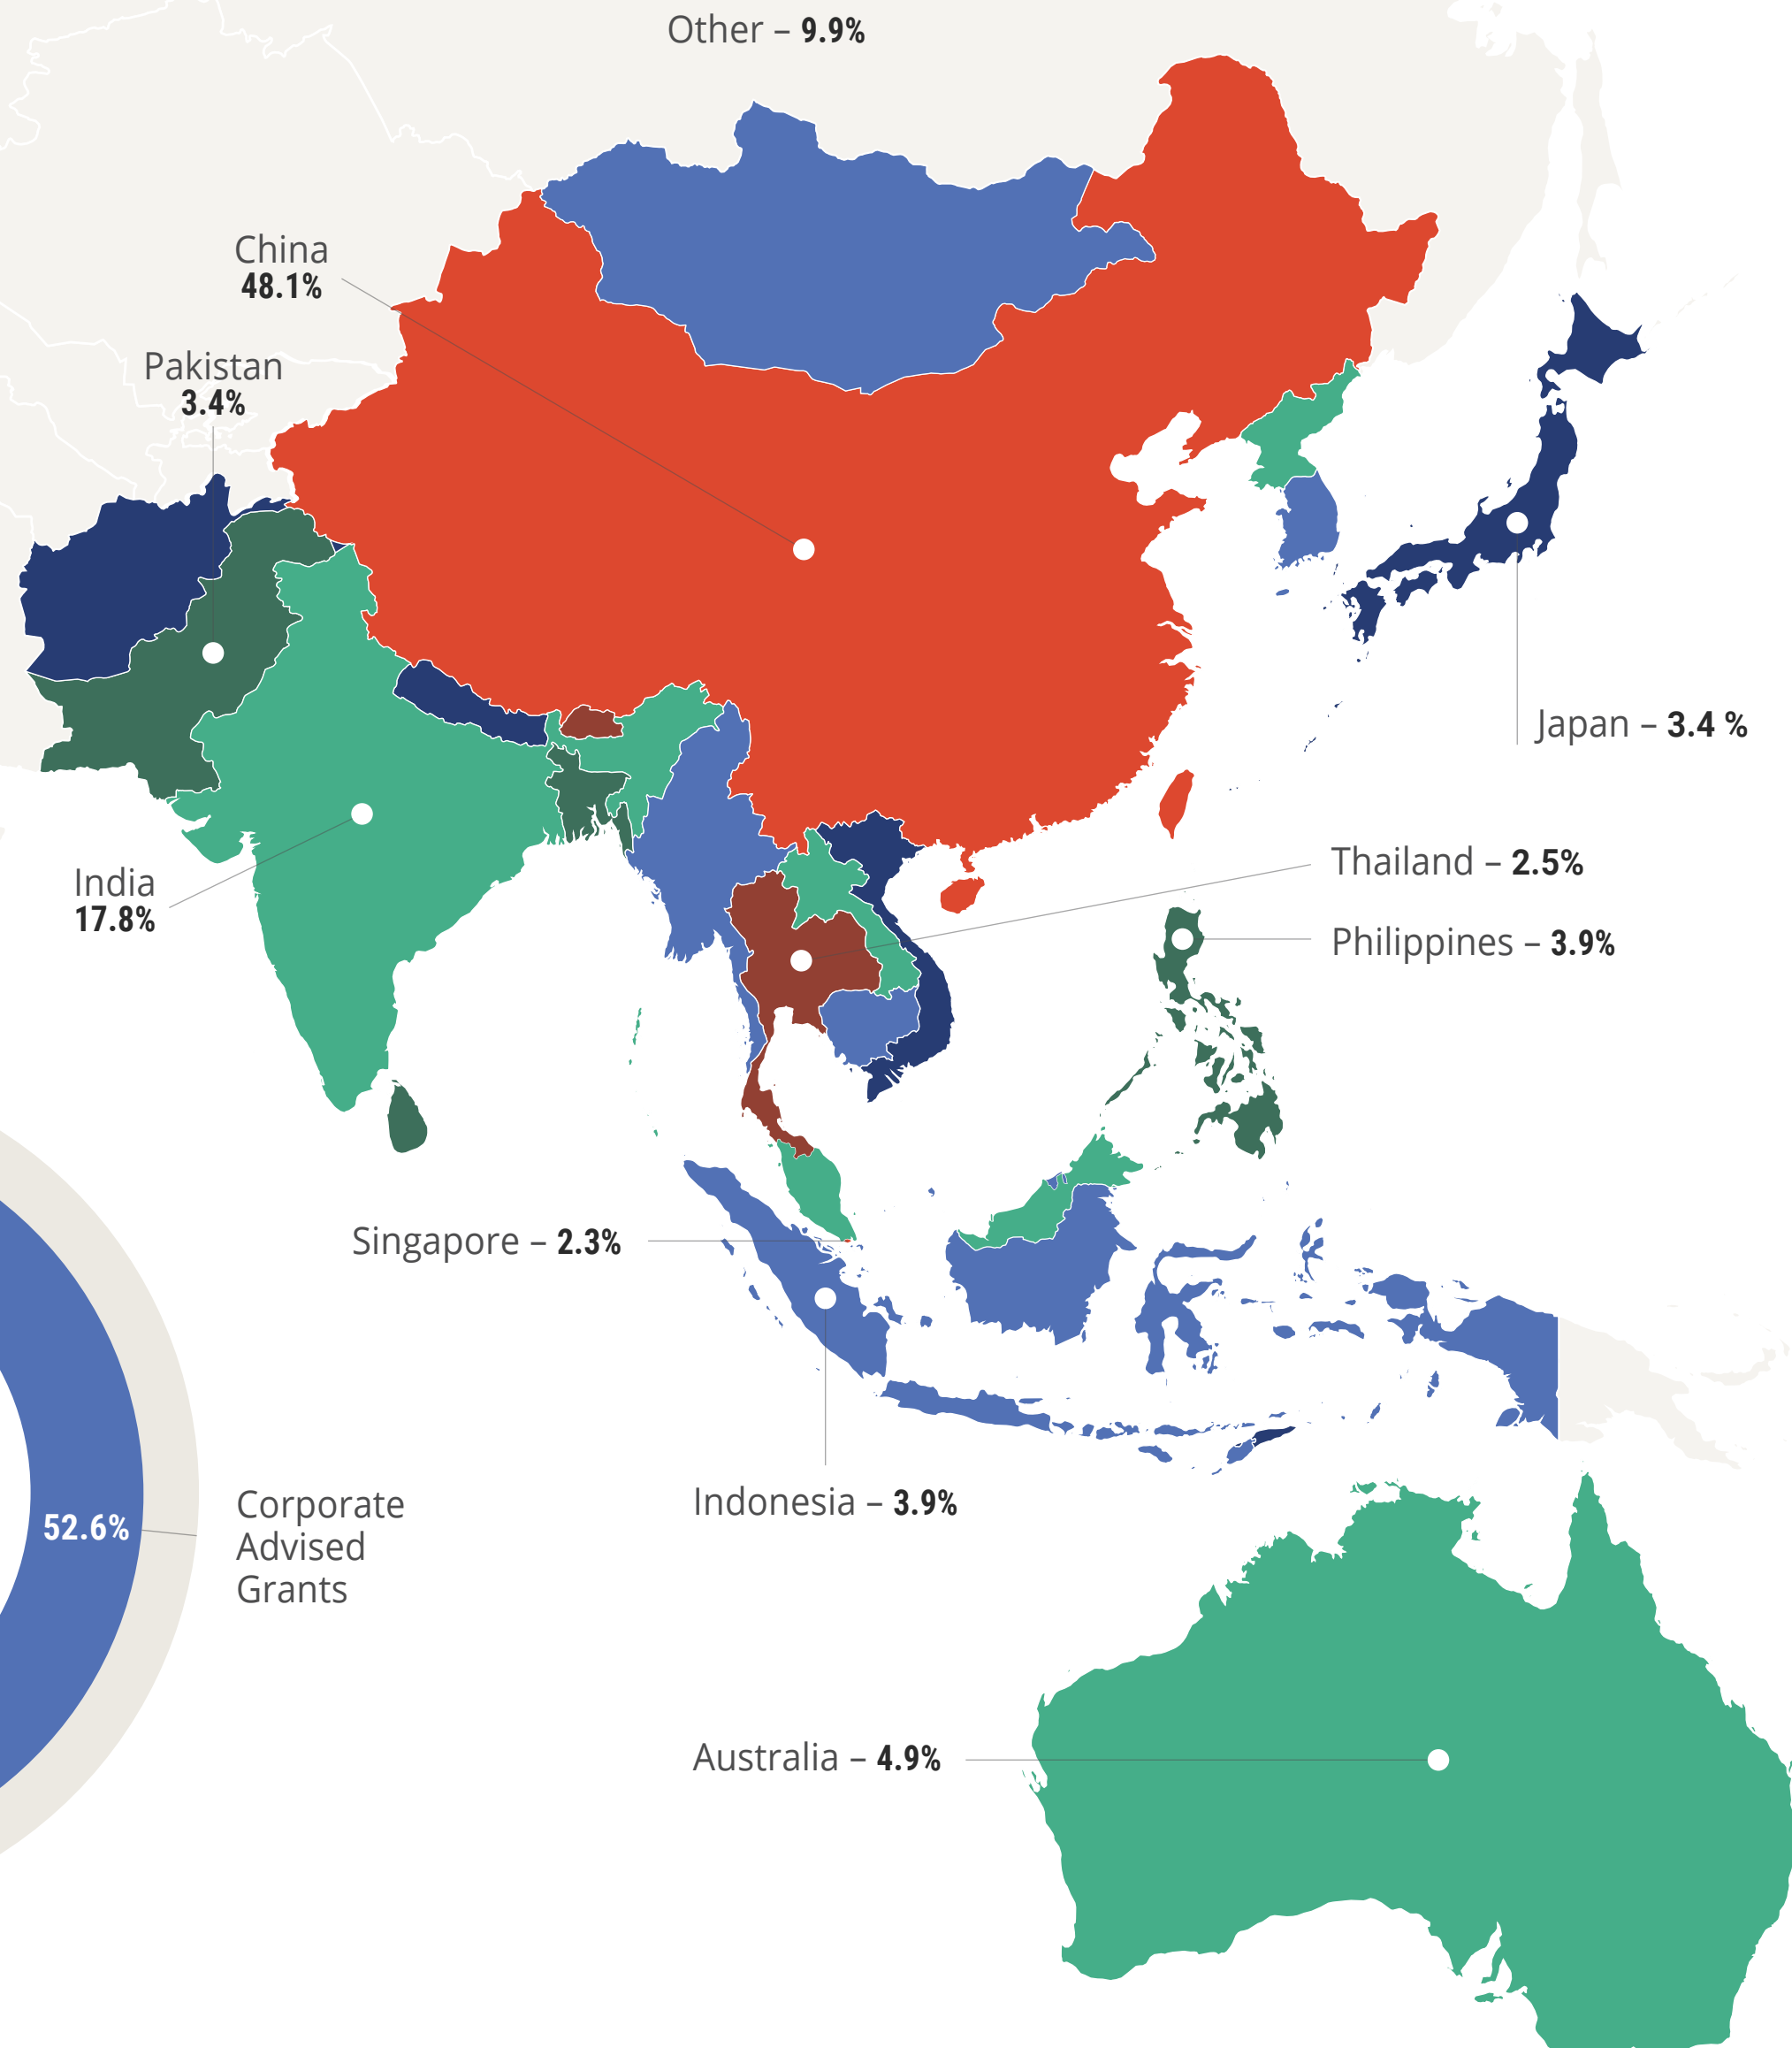 Other – 9.9%
China
48.1%
Pakistan
3.4%
Japan – 3.4 %
Thailand – 2.5%
India
17.8%
Philippines – 3.9%
Singapore – 2.3%
Indonesia – 3.9%
52.6%
Corporate
Advised
Grants
Australia – 4.9%